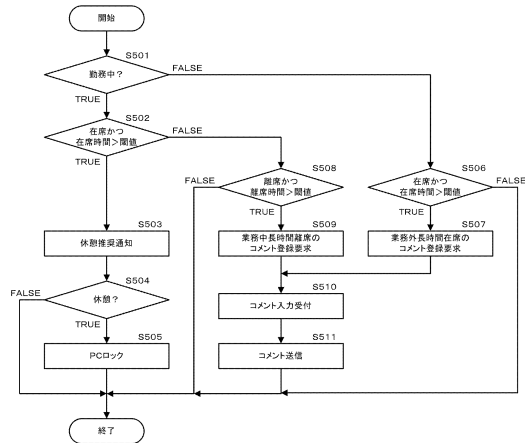 開始
S501
勤務中?
FALSE
TRUE
S502
在席かつ
在席時間>閾値
FALSE
TRUE
S508
離席かつ
離席時間>閾値
FALSE
TRUE
S506
在席かつ
在席時間>閾値
FALSE
TRUE
S503
休憩推奨通知
S509
業務中長時間離席の
コメント登録要求
S507
業務外長時間在席の
コメント登録要求
S504
休憩?
FALSE
TRUE
S510
コメント入力受付
S505
PCロック
S511
コメント送信
終了